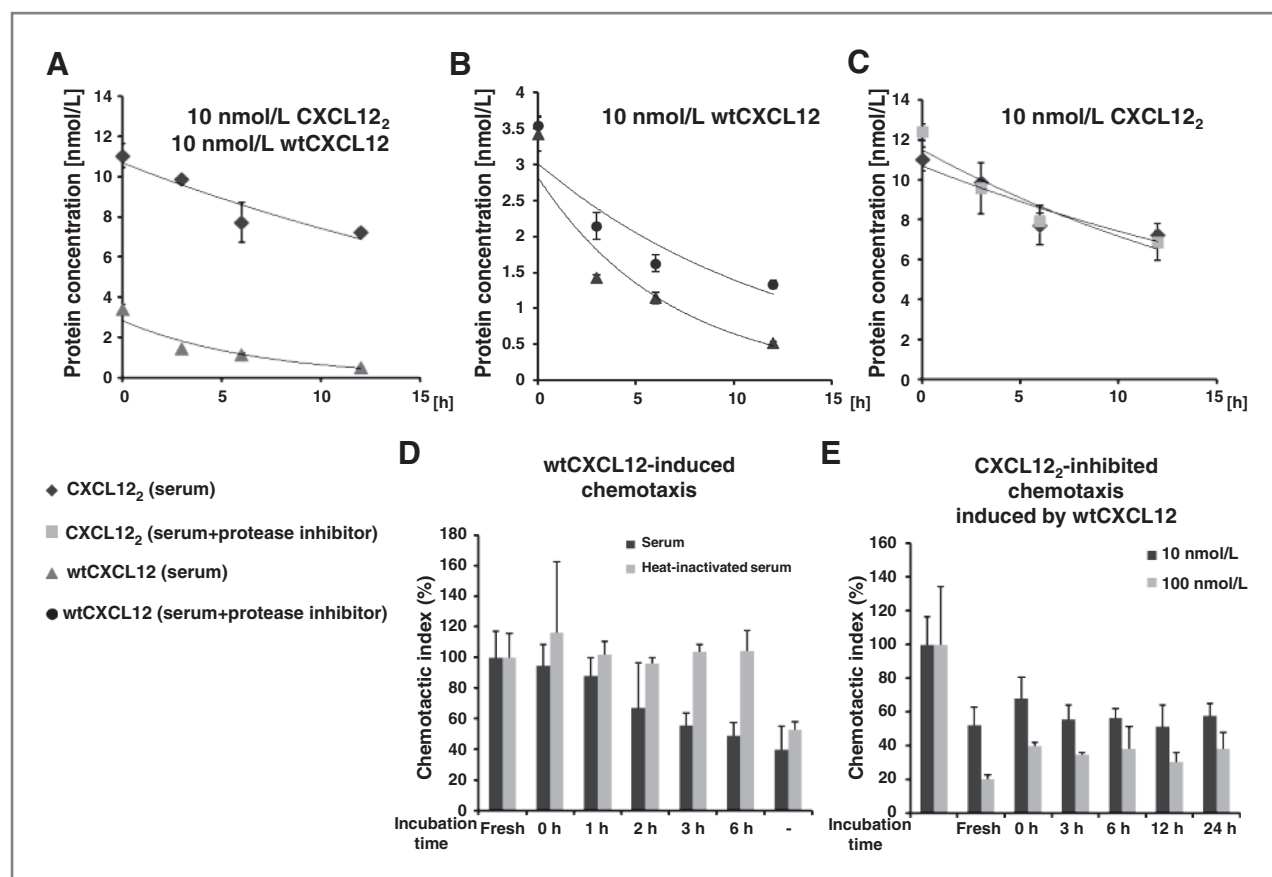 A
10 nmol/L CXCL12₂
10 nmol/L wtCXCL12
Protein concentration [nmol/L]
14
12
10
8
6
4
2
0
0 5 10 15 [h]
B
10 nmol/L wtCXCL12
Protein concentration [nmol/L]
4
3.5
3
2.5
2
1.5
1
0.5
0
0 5 10 15 [h]
C
10 nmol/L CXCL12₂
Protein concentration [nmol/L]
14
12
10
8
6
4
2
0
0 5 10 15 [h]
CXCL12₂ (serum)
CXCL12₂ (serum+protease inhibitor)
wtCXCL12 (serum)
wtCXCL12 (serum+protease inhibitor)
D
wtCXCL12-induced
chemotaxis
Serum
Heat-inactivated serum
Chemotactic index (%)
180
160
140
120
100
80
60
40
20
0
Incubation
time
Fresh 0 h 1 h 2 h 3 h 6 h -
E
CXCL12₂-inhibited
chemotaxis
induced by wtCXCL12
10 nmol/L
100 nmol/L
Chemotactic index (%)
160
140
120
100
80
60
40
20
0
Incubation
time
Fresh 0 h 3 h 6 h 12 h 24 h